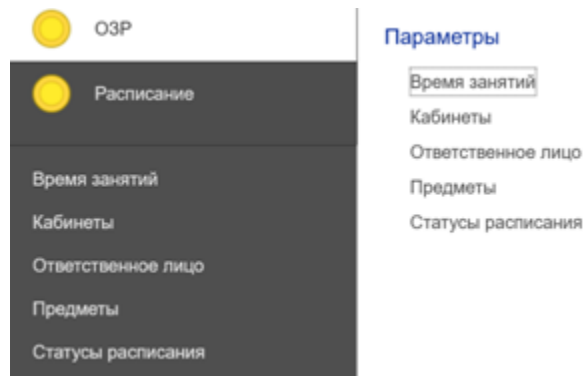 ОЗР
Расписание
Время занятий
Кабинеты
Ответственное лицо
Предметы
Статусы расписания
Параметры
Время занятий
Кабинеты
Ответственное лицо
Предметы
Статусы расписания